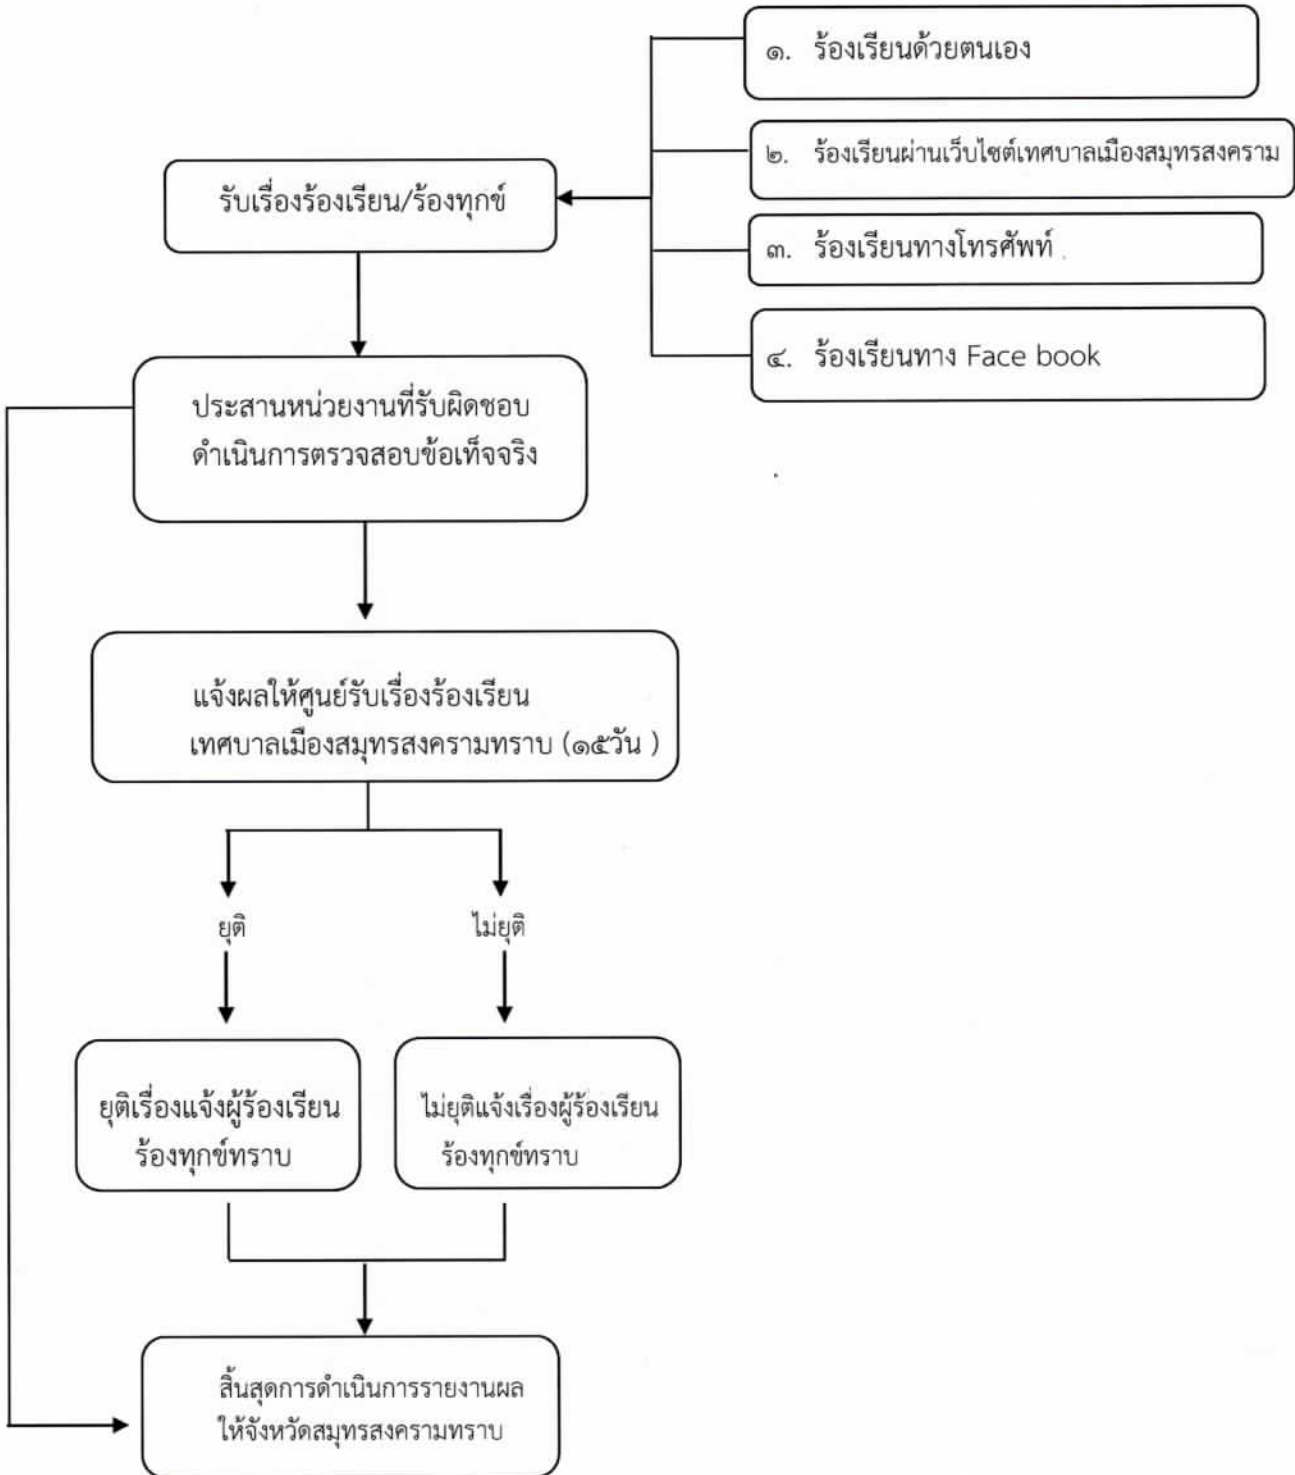 ๑. ร้องเรียนด้วยตนเอง
๒. ร้องเรียนผ่านเว็บไซต์เทศบาลเมืองสมุทรสงคราม
รับเรื่องร้องเรียน/ร้องทุกข์
๓. ร้องเรียนทางโทรศัพท์
๔. ร้องเรียนทาง Face book
ประสานหน่วยงานที่รับผิดชอบ
ดำเนินการตรวจสอบข้อเท็จจริง
แจ้งผลให้ศูนย์รับเรื่องร้องเรียน
เทศบาลเมืองสมุทรสงครามทราบ (๑๕วัน )
ยุติ
ไม่ยุติ
ยุติเรื่องแจ้งผู้ร้องเรียน
ร้องทุกข์ทราบ
ไม่ยุติแจ้งเรื่องผู้ร้องเรียน
ร้องทุกข์ทราบ
สิ้นสุดการดำเนินการรายงานผล
ให้จังหวัดสมุทรสงครามทราบ